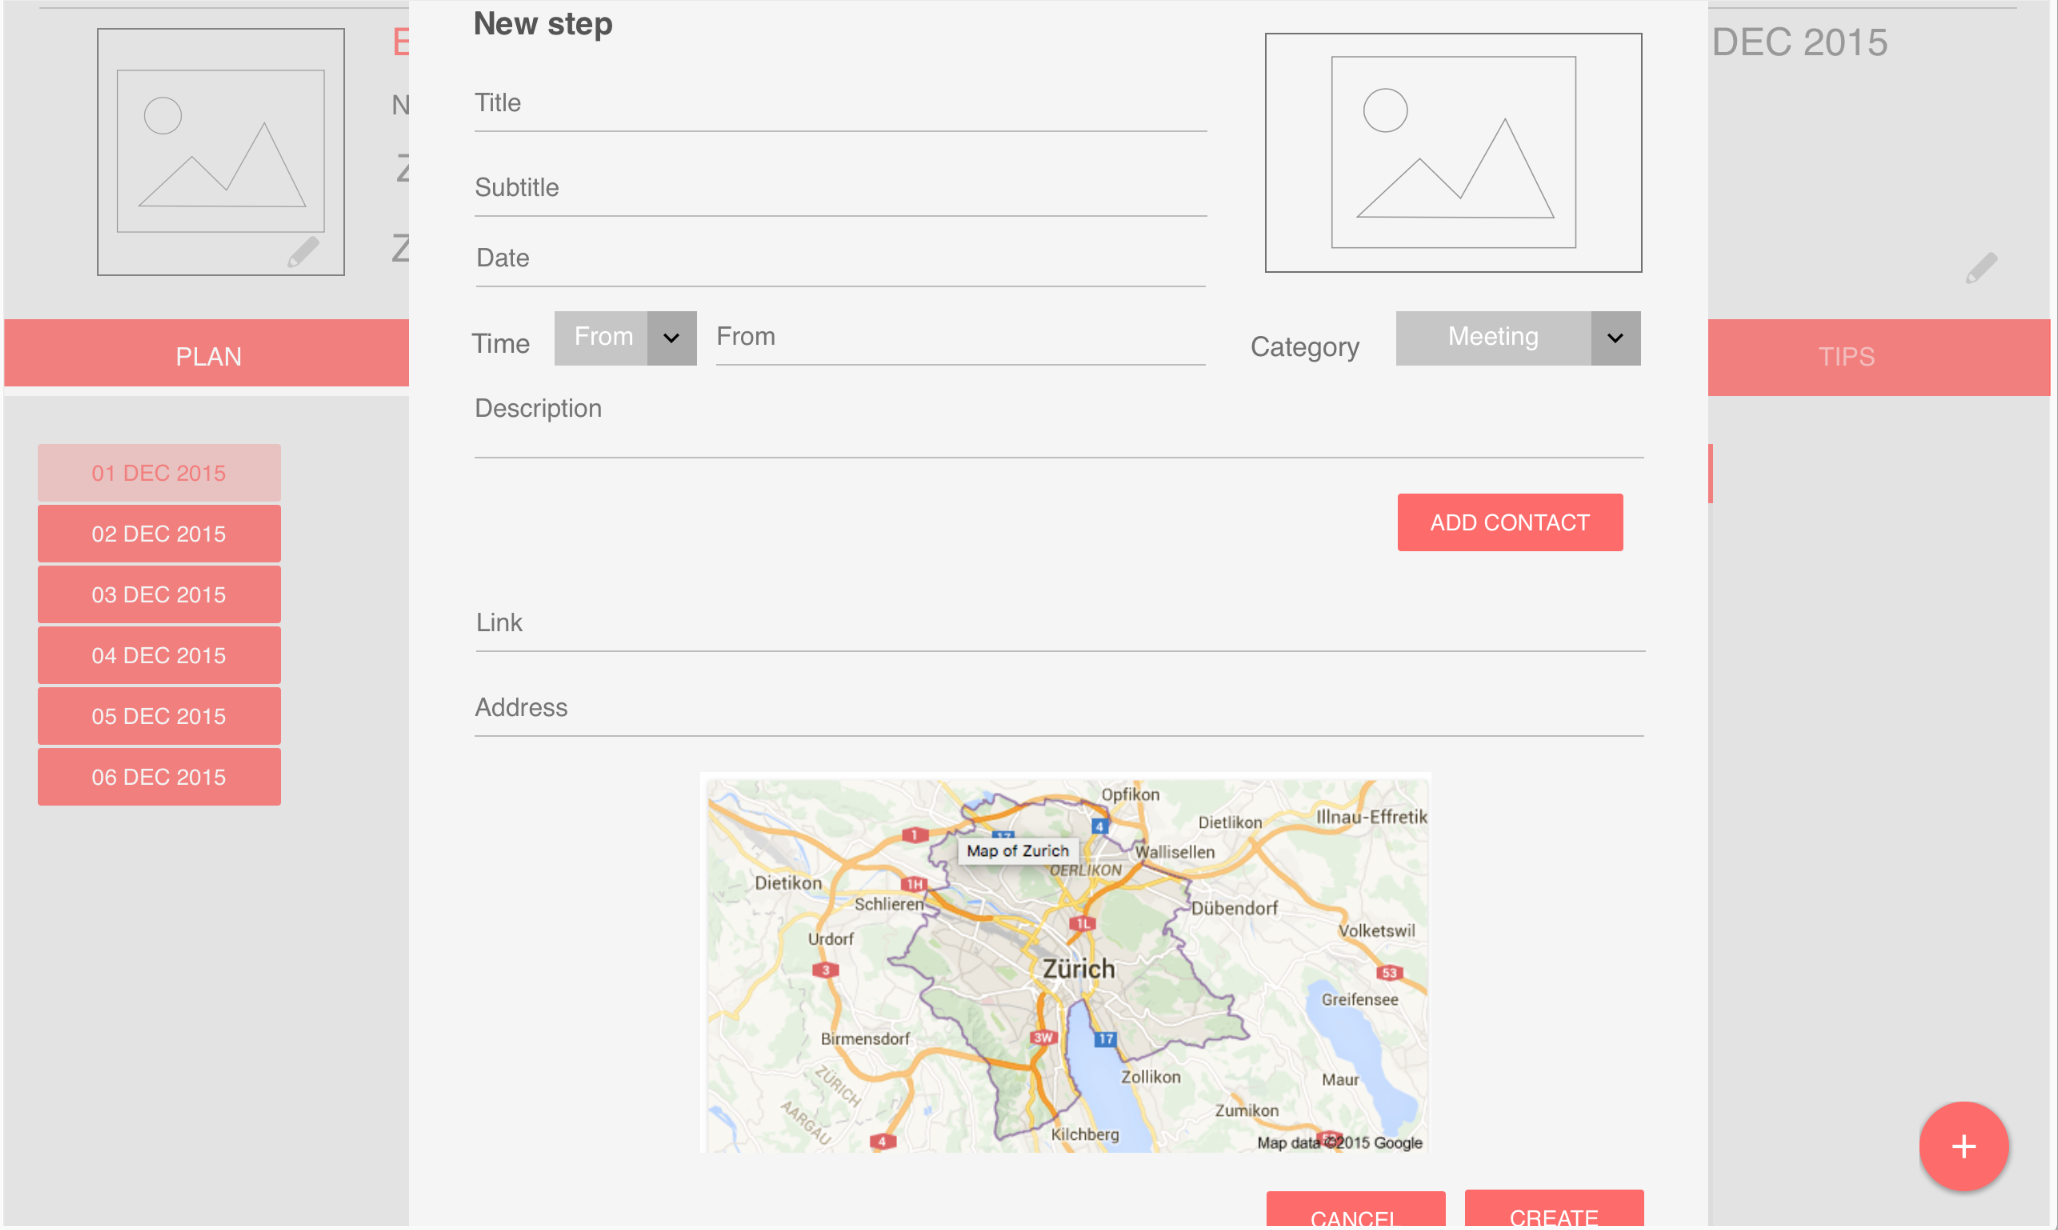 New step
DEC 2015
Title
Subtitle
Date
Time From From
Category Meeting
PLAN
TIPS
Description
01 DEC 2015
02 DEC 2015
03 DEC 2015
04 DEC 2015
05 DEC 2015
06 DEC 2015
ADD CONTACT
Link
Address
Opfikon
Illnau-Effretik
Dietlikon
1
17
4
Map of Zurich
Wallisellen
OERLIKON
Dietikon
1H
Schlieren
Dübendorf
1L
Volketswil
Urdorf
Zürich
3
53
Greifensee
Birmensdorf
3W
17
ZÜRICH
AARGAU
Zollikon
Maur
Zumikon
Kilchberg
4
Map data ©2015 Google
+
CANCEL
CREATE